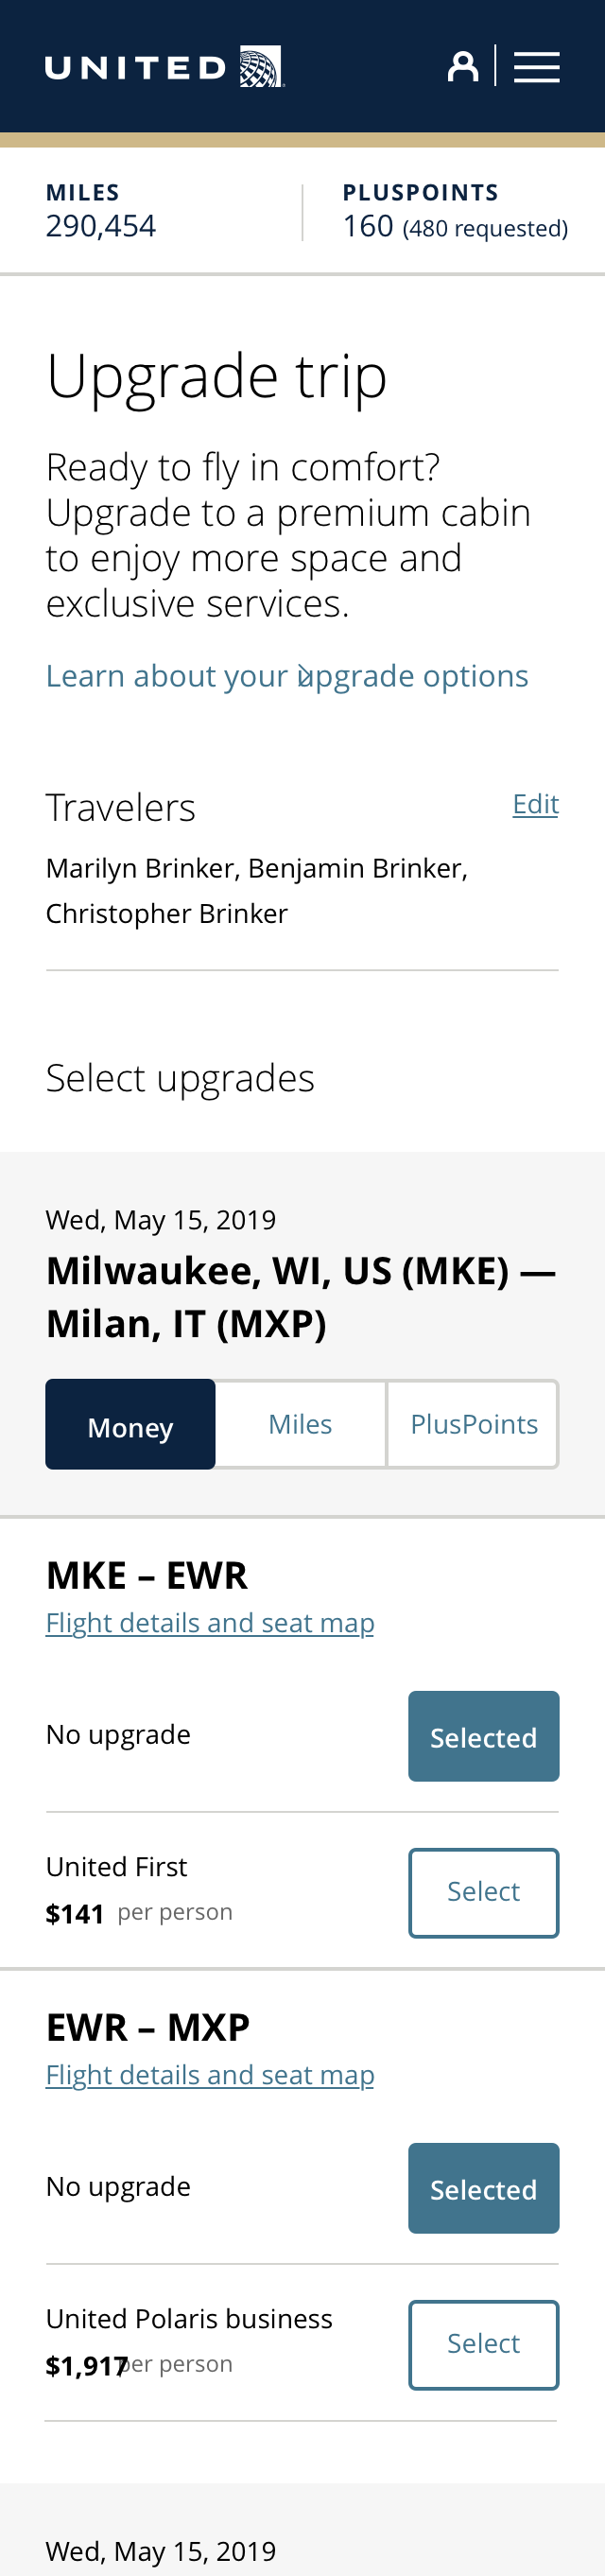 UNITED
MILES
PLUSPOINTS
290,454
160 (480 requested)
Upgrade trip
Ready to fly in comfort?
Upgrade to a premium cabin
to enjoy more space and
exclusive services.
Learn about your upgrade options
Travelers
Edit
Marilyn Brinker, Benjamin Brinker,
Christopher Brinker
Select upgrades
Wed, May 15, 2019
Milwaukee, WI, US (MKE) —
Milan, IT (MXP)
Money
Miles
PlusPoints
MKE – EWR
Flight details and seat map
No upgrade
Selected
United First
$141 per person
Select
EWR – MXP
Flight details and seat map
No upgrade
Selected
United Polaris business
$1,917 per person
Select
Wed, May 15, 2019